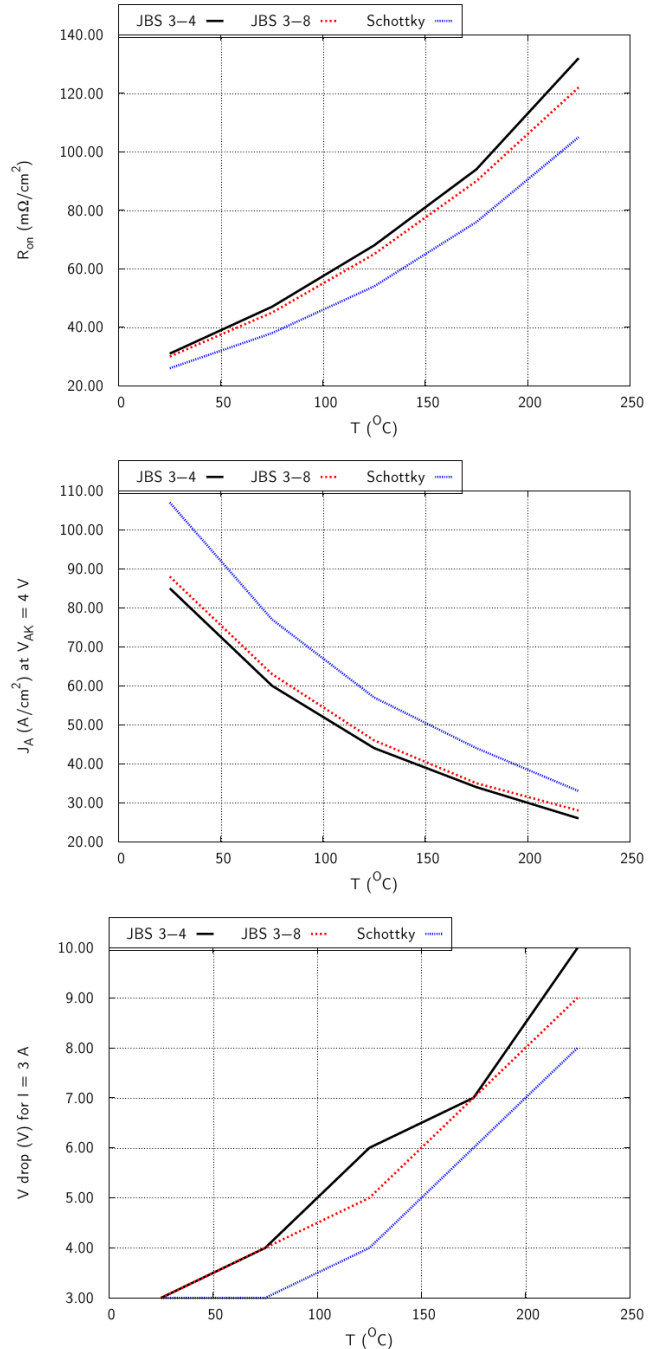 JBS 3–4 JBS 3–8 Schottky
140.00
120.00
100.00
80.00
60.00
40.00
20.00
R_on (mΩ/cm²)
0 50 100 150 200 250
T (⁰C)
JBS 3–4 JBS 3–8 Schottky
110.00
100.00
90.00
80.00
70.00
60.00
50.00
40.00
30.00
20.00
J_A (A/cm²) at V_AK = 4 V
0 50 100 150 200 250
T (⁰C)
JBS 3–4 JBS 3–8 Schottky
10.00
9.00
8.00
7.00
6.00
5.00
4.00
3.00
V drop (V) for I = 3 A
0 50 100 150 200 250
T (⁰C)